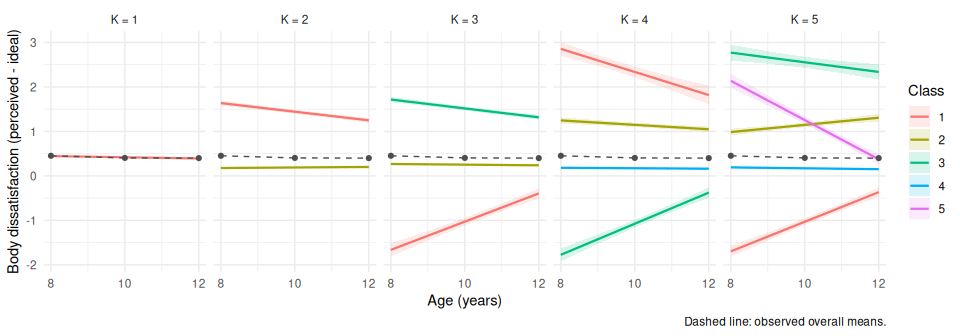 K = 1 K = 2 K = 3 K = 4 K = 5
Body dissatisfaction (perceived - ideal)
3
2
1
0
-1
-2
8 10 12 8 10 12 8 10 12 8 10 12 8 10 12
Age (years)
Class
1
2
3
4
5
Dashed line: observed overall means.